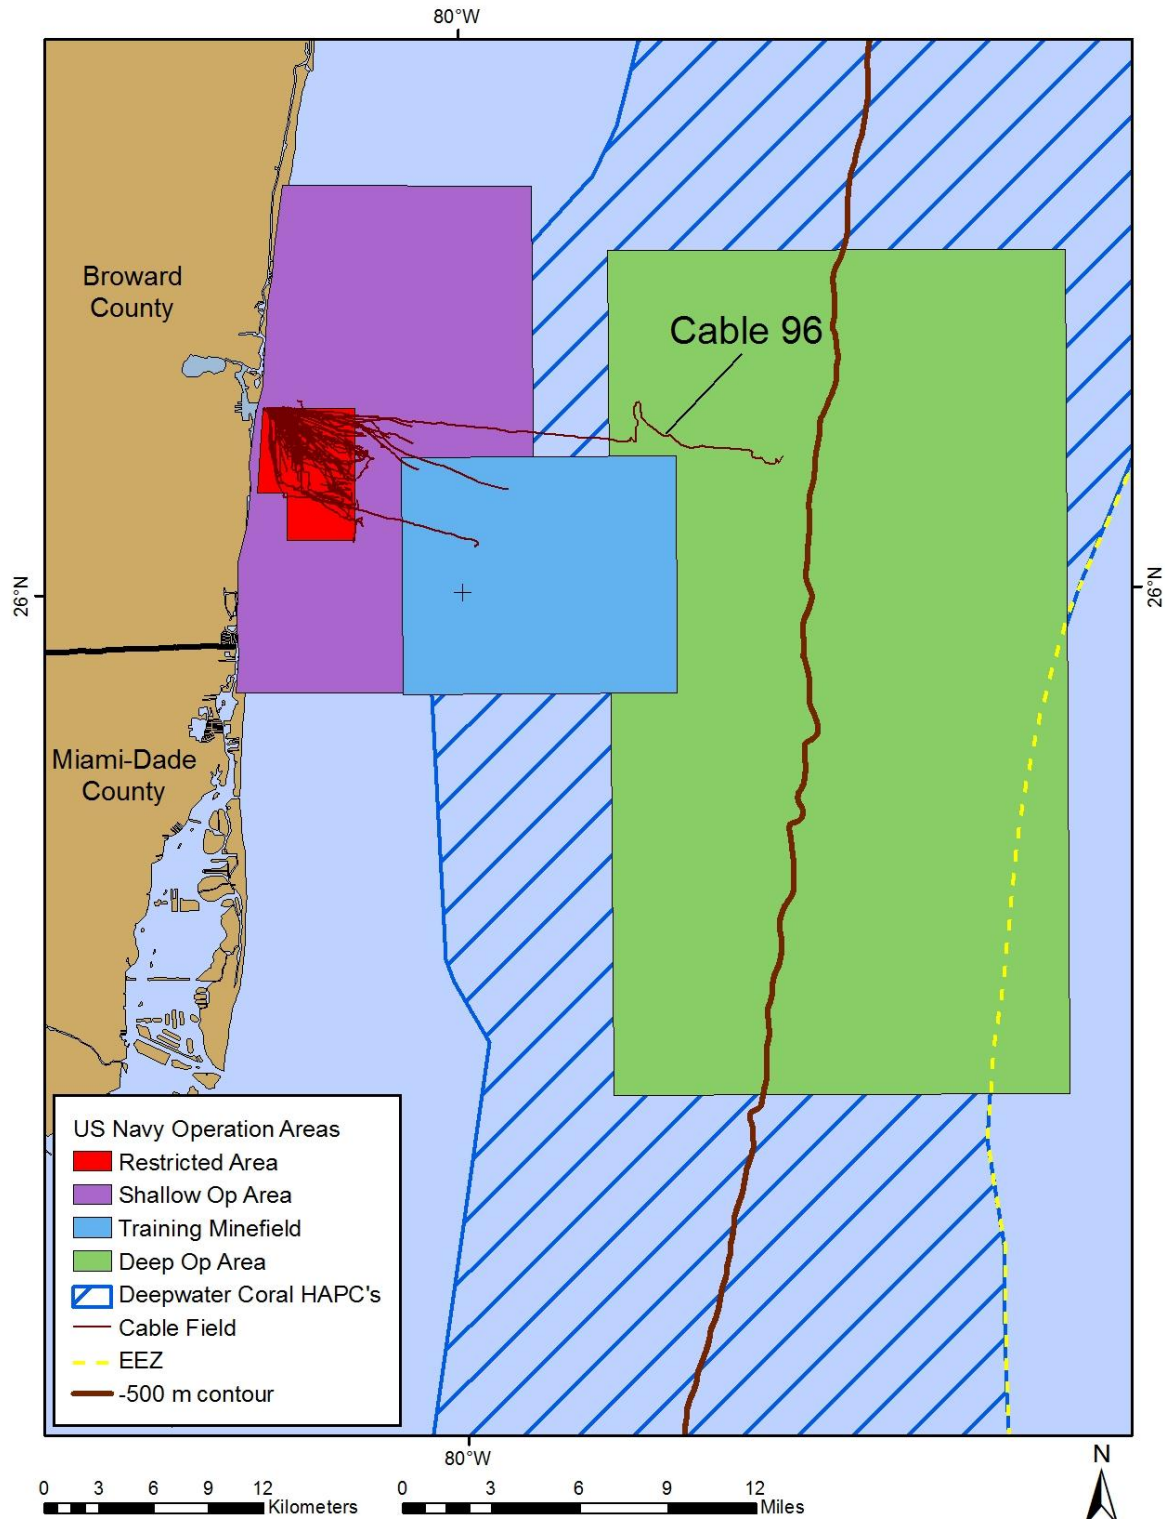 80°W
Broward
County
Cable 96
26°N
26°N
Miami-Dade
County
US Navy Operation Areas
Restricted Area
Shallow Op Area
Training Minefield
Deep Op Area
Deepwater Coral HAPC's
Cable Field
EEZ
-500 m contour
80°W
N
0 3 6 9 12
Kilometers
0 3 6 12
Miles